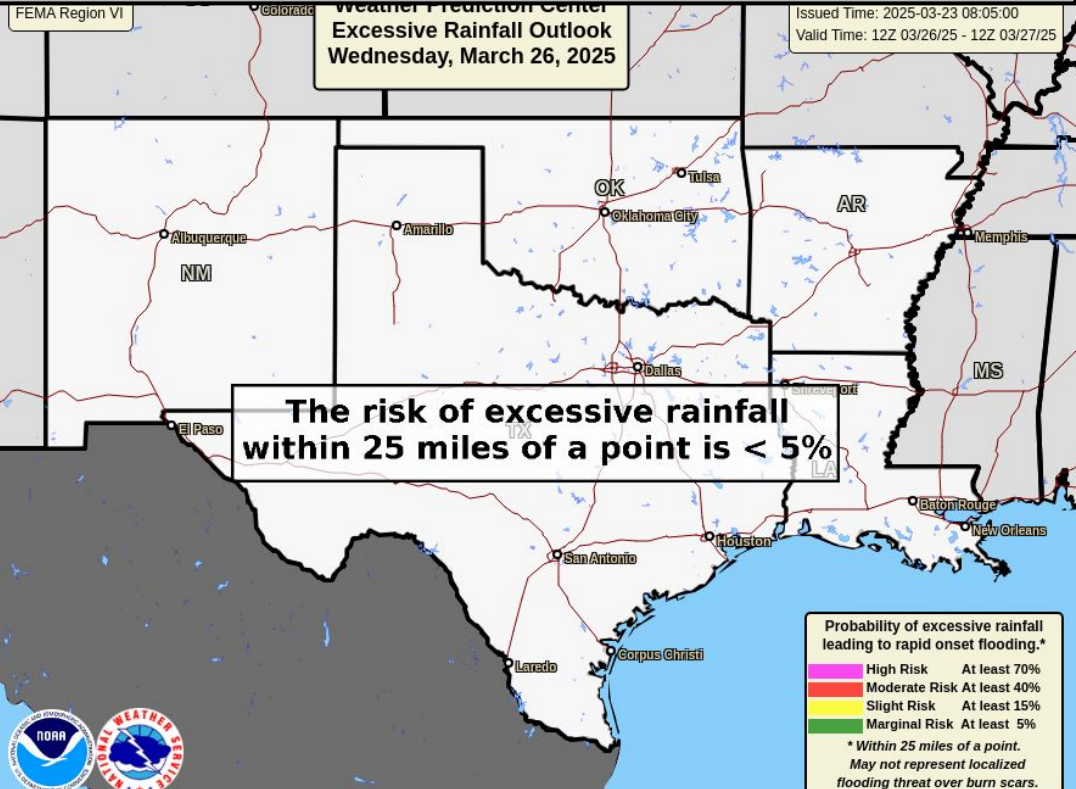 FEMA Region VI
Colorado
Weather Prediction Center
Excessive Rainfall Outlook
Wednesday, March 26, 2025
Issued Time: 2025-03-23 08:05:00
Valid Time: 12Z 03/26/25 - 12Z 03/27/25
Tulsa
OK
AR
Oklahoma City
Amarillo
Albuquerque
Memphis
NM
Dallas
MS
Shreveport
The risk of excessive rainfall
within 25 miles of a point is < 5%
TX
El Paso
LA
Baton Rouge
New Orleans
Houston
San Antonio
Corpus Christi
Laredo
Probability of excessive rainfall
leading to rapid onset flooding.*
High Risk At least 70%
Moderate Risk At least 40%
Slight Risk At least 15%
Marginal Risk At least 5%
* Within 25 miles of a point.
May not represent localized
flooding threat over burn scars.
NOAA
NATIONAL WEATHER SERVICE